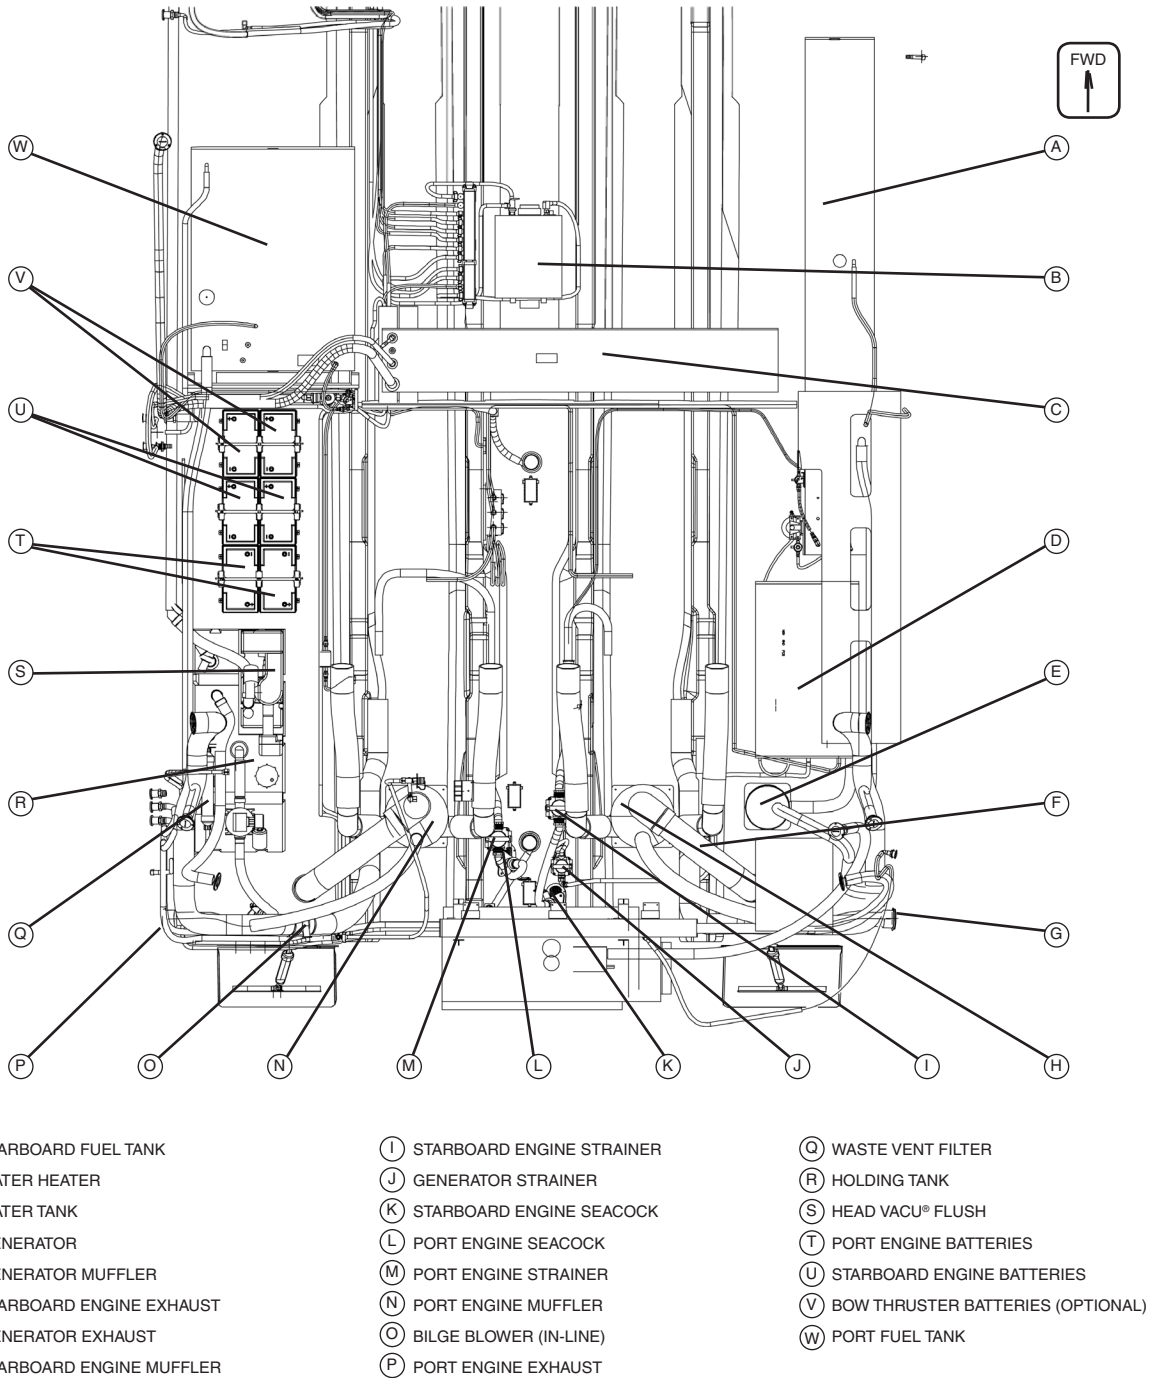 FWD
W
A
V
B
U
C
T
D
S
E
R
F
Q
G
P
O
N
M
L
K
J
I
H
ARBOARD FUEL TANK
ATER HEATER
ATER TANK
ENERATOR
ENERATOR MUFFLER
ARBOARD ENGINE EXHAUST
ENERATOR EXHAUST
ARBOARD ENGINE MUFFLER
I STARBOARD ENGINE STRAINER
J GENERATOR STRAINER
K STARBOARD ENGINE SEACOCK
L PORT ENGINE SEACOCK
M PORT ENGINE STRAINER
N PORT ENGINE MUFFLER
O BILGE BLOWER (IN-LINE)
P PORT ENGINE EXHAUST
Q WASTE VENT FILTER
R HOLDING TANK
S HEAD VACU® FLUSH
T PORT ENGINE BATTERIES
U STARBOARD ENGINE BATTERIES
V BOW THRUSTER BATTERIES (OPTIONAL)
W PORT FUEL TANK